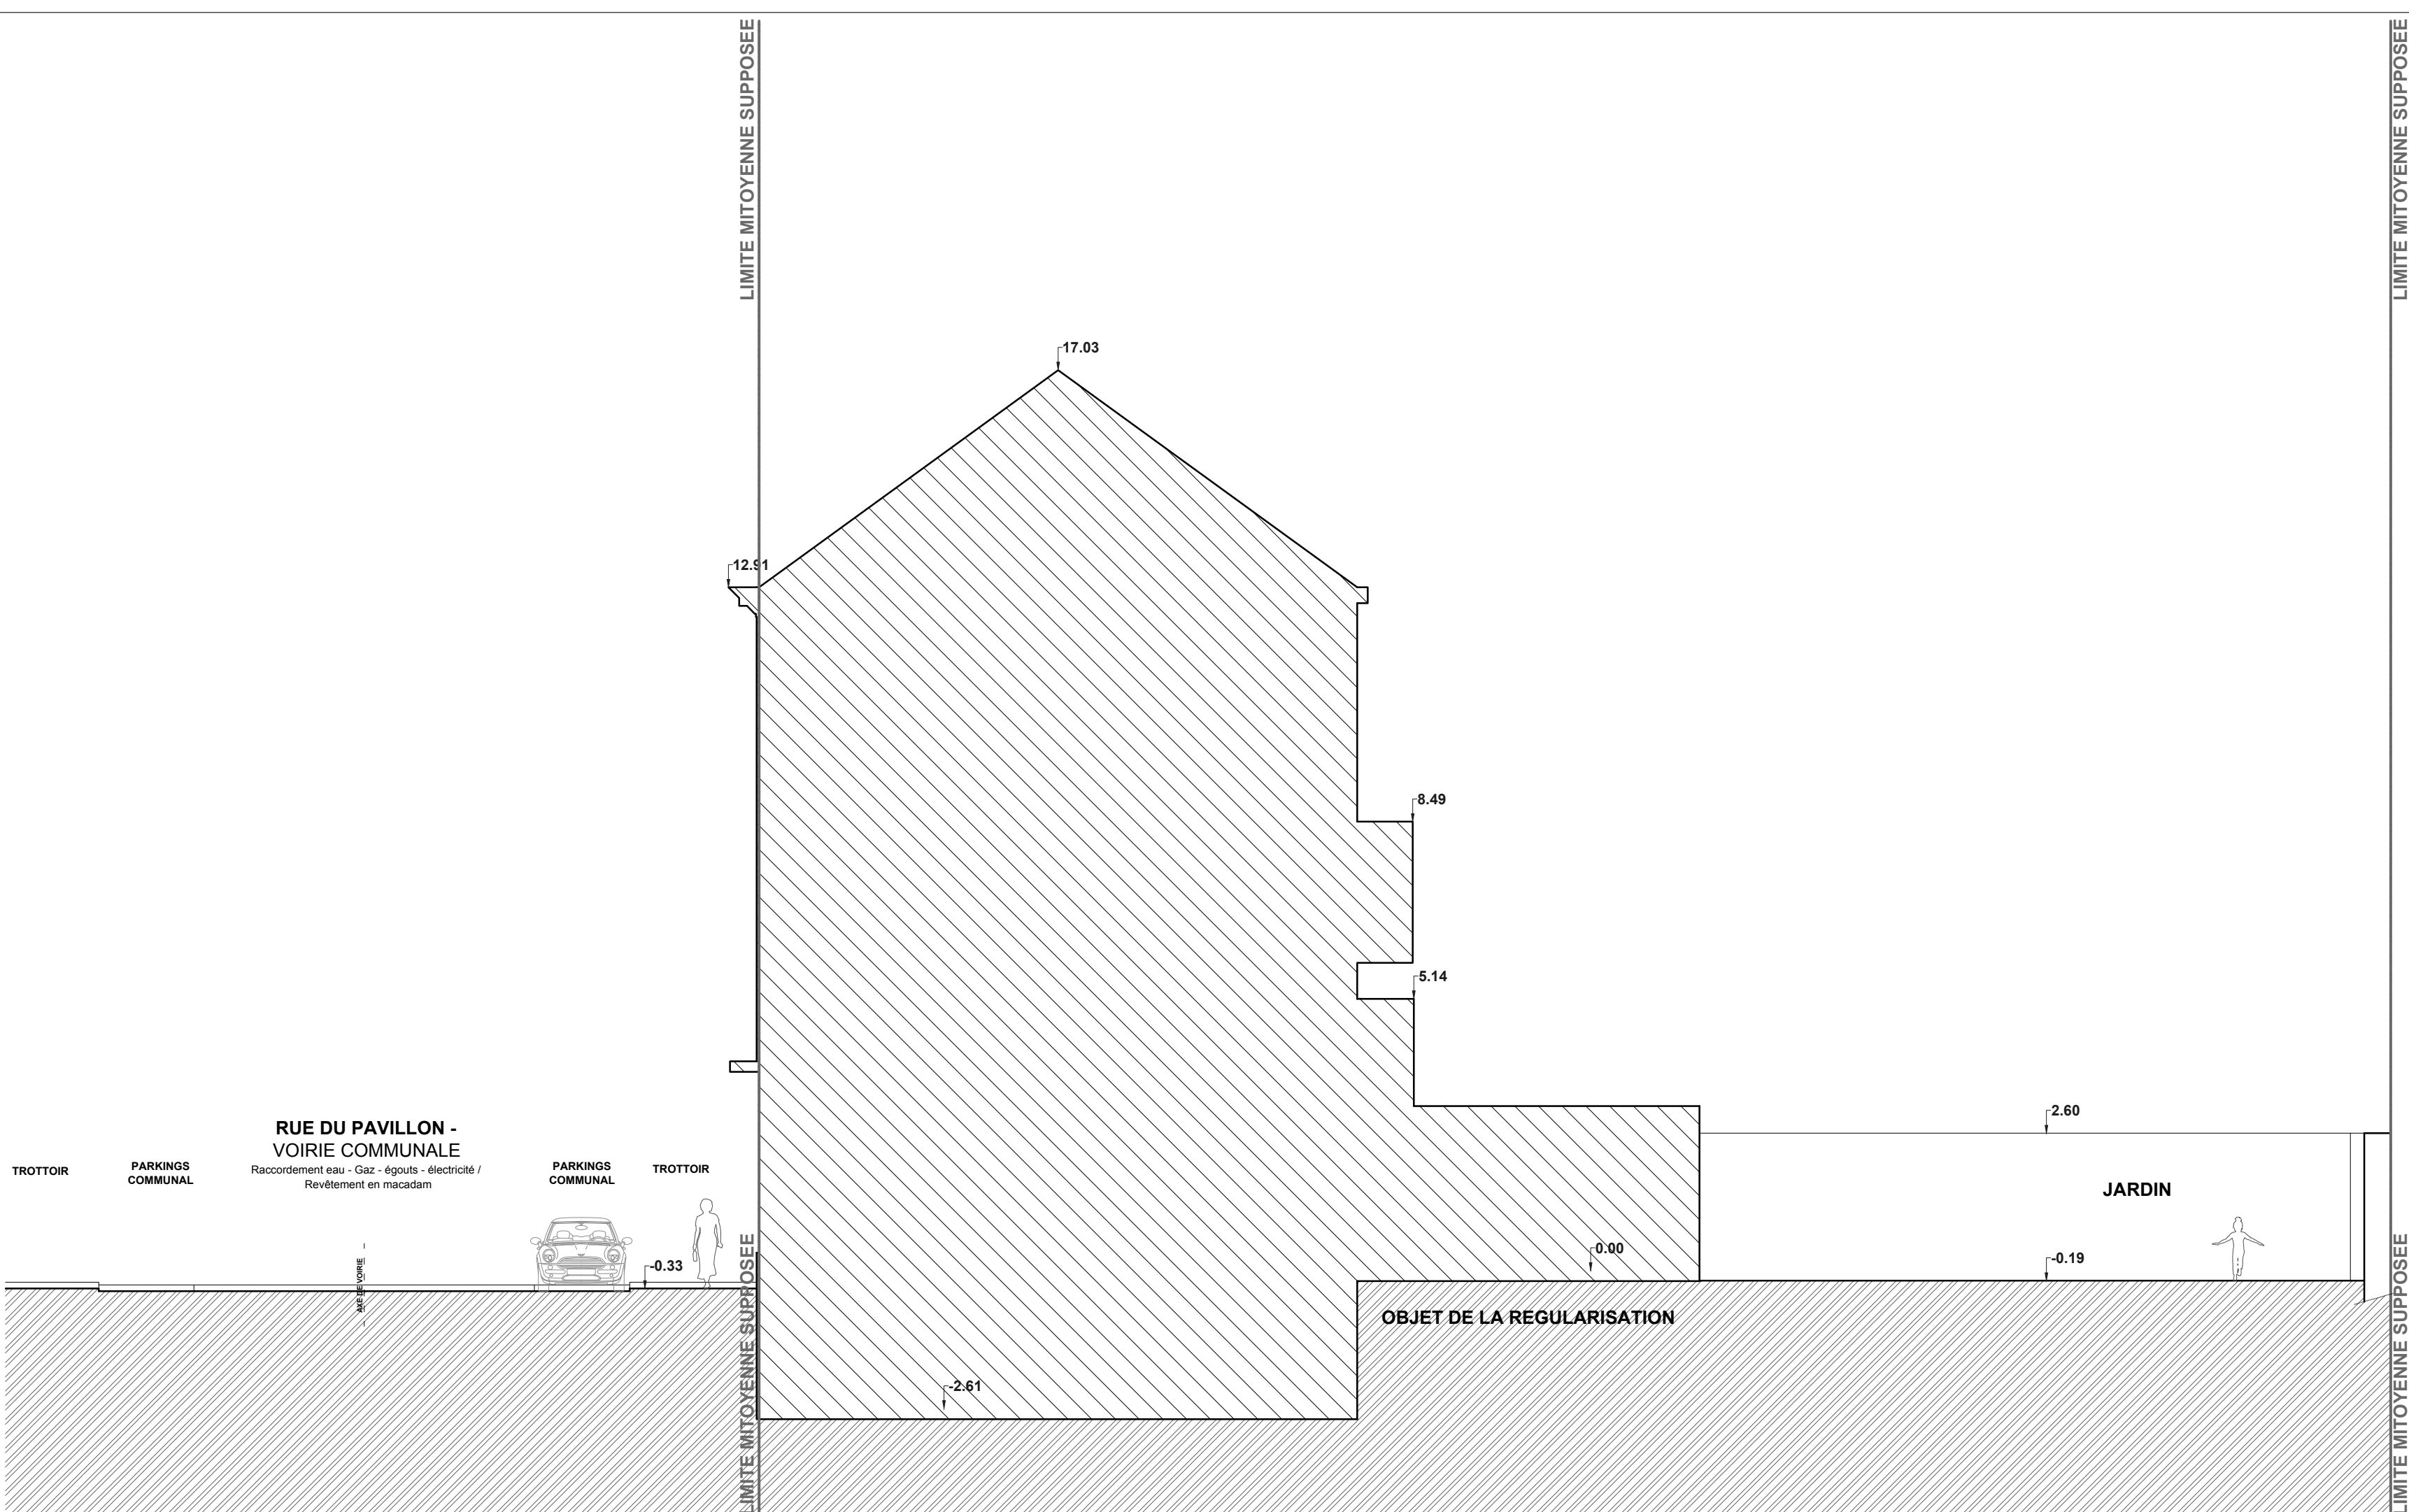 LIMITE MITOYENNE SUPPOSEE
LIMITE MITOYENNE SUPPOSEE
17.03
12.91
8.49
5.14
2.60
RUE DU PAVILLON -
VOIRIE COMMUNALE
Raccordement eau - Gaz - égouts - électricité /
Revêtement en macadam
TROTTOIR
PARKINGS
COMMUNAL
PARKINGS
COMMUNAL
TROTTOIR
JARDIN
AXE DE VOIRIE
-0.33
0.00
-0.19
OBJET DE LA REGULARISATION
-2.61
LIMITE MITOYENNE SUPPOSEE
LIMITE MITOYENNE SUPPOSEE